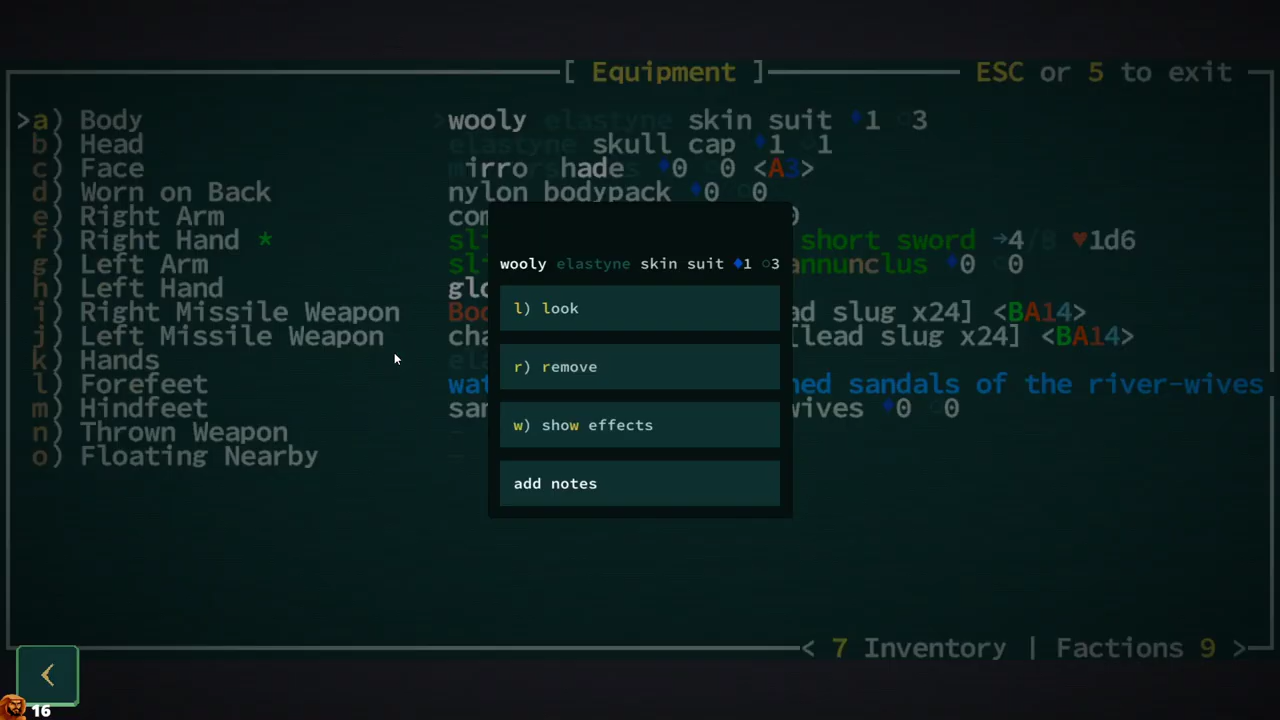 [ Equipment ]
ESC or 5 to exit
>a) Body wooly elastyne skin suit ♦1 ○3
b) Head elastyne skull cap ♦1 ○1
c) Face mirrorshades ♦0 ○0 <A3>
d) Worn on Back nylon bodypack ♦0 ○0
e) Right Arm
f) Right Hand * short sword →4/8 ♥1d6
g) Left Arm ♦0 ○0
h) Left Hand
i) Right Missile Weapon slug x24] <BA14>
j) Left Missile Weapon [lead slug x24] <BA14>
k) Hands
l) Forefeet sandals of the river-wives
m) Hindfeet ♦0 ○0
n) Thrown Weapon
o) Floating Nearby
wooly elastyne skin suit ♦1 ○3
l) look
r) remove
w) show effects
add notes
< 7 Inventory | Factions 9 >
<
16